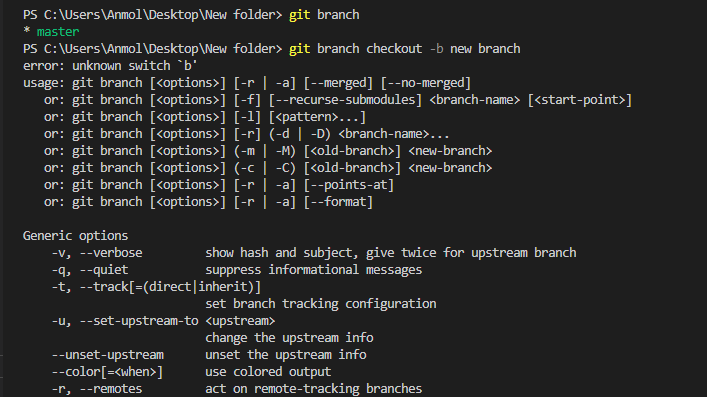 PS C:\Users\Anmol\Desktop\New folder> git branch
* master
PS C:\Users\Anmol\Desktop\New folder> git branch checkout -b new branch
error: unknown switch `b'
usage: git branch [<options>] [-r | -a] [--merged] [--no-merged]
   or: git branch [<options>] [-f] [--recurse-submodules] <branch-name> [<start-point>]
   or: git branch [<options>] [-l] [<pattern>...]
   or: git branch [<options>] [-r] (-d | -D) <branch-name>...
   or: git branch [<options>] (-m | -M) [<old-branch>] <new-branch>
   or: git branch [<options>] (-c | -C) [<old-branch>] <new-branch>
   or: git branch [<options>] [-r | -a] [--points-at]
   or: git branch [<options>] [-r | -a] [--format]

Generic options
    -v, --verbose         show hash and subject, give twice for upstream branch
    -q, --quiet           suppress informational messages
    -t, --track[=(direct|inherit)]
                          set branch tracking configuration
    -u, --set-upstream-to <upstream>
                          change the upstream info
    --unset-upstream      unset the upstream info
    --color[=<when>]      use colored output
    -r, --remotes         act on remote-tracking branches